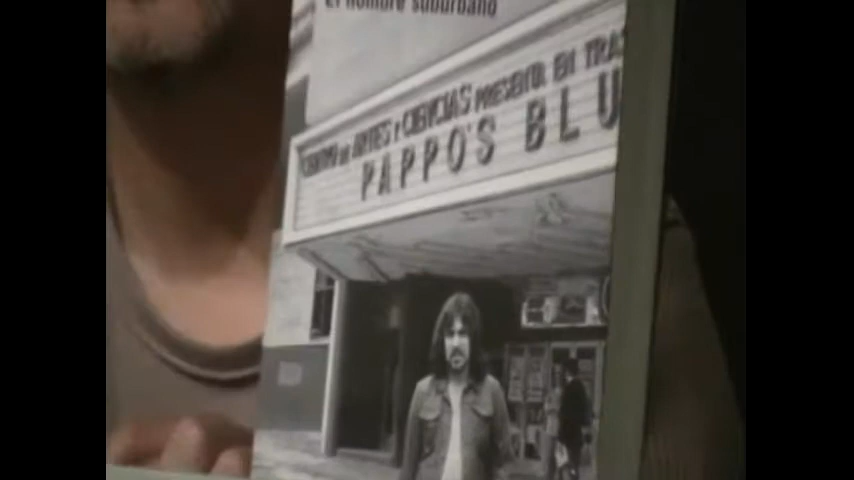 El hombre suburbano
CENTRO DE ARTES Y CIENCIAS PRESENTA EN TRA
PAPPO'S BLU